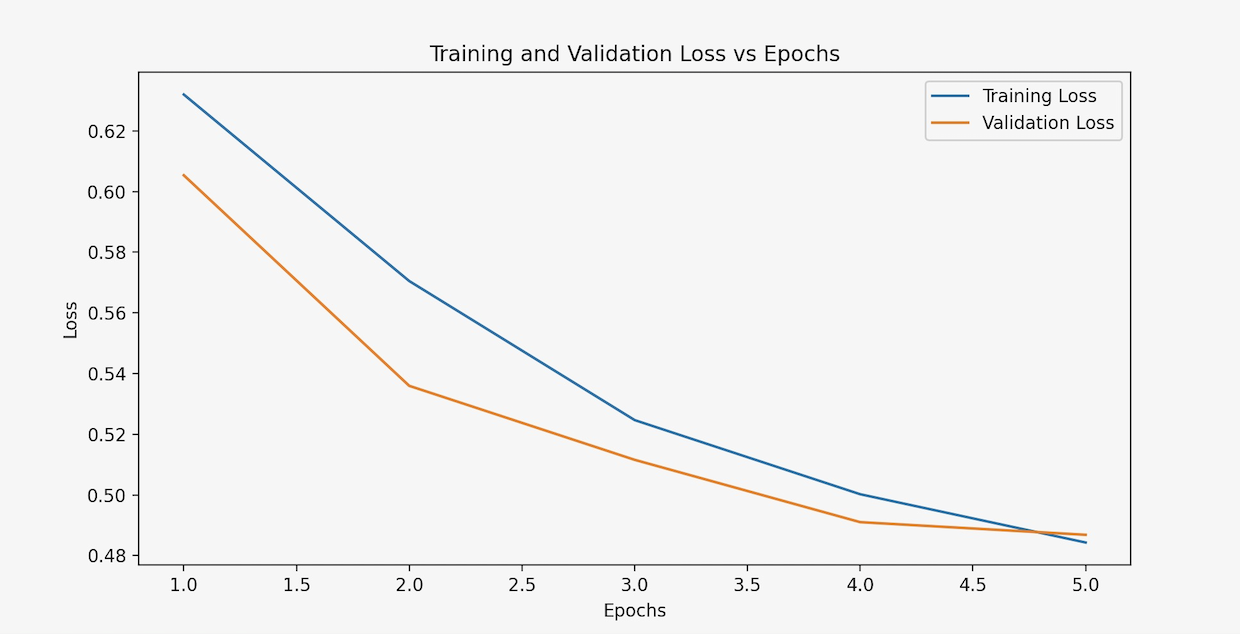 Training and Validation Loss vs Epochs
Training Loss
Validation Loss
0.62
0.60
0.58
0.56
0.54
0.52
0.50
0.48
Loss
1.0 1.5 2.0 2.5 3.0 3.5 4.0 4.5 5.0
Epochs